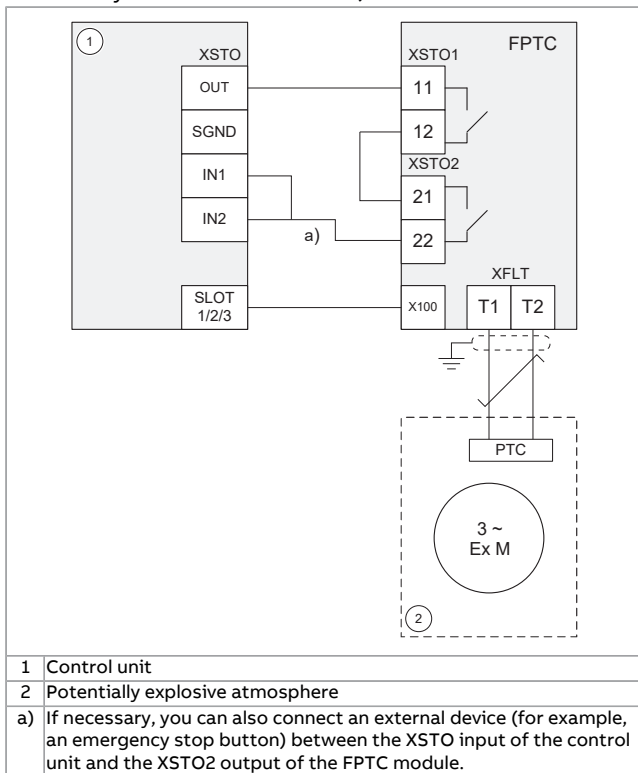 1
XSTO
OUT
SGND
IN1
IN2
SLOT
1/2/3
a)
FPTC
XSTO1
11
12
XSTO2
21
22
XFLT
X100
T1
T2
PTC
3 ~
Ex M
2
1 Control unit
2 Potentially explosive atmosphere
a) If necessary, you can also connect an external device (for example,
an emergency stop button) between the XSTO input of the control
unit and the XSTO2 output of the FPTC module.